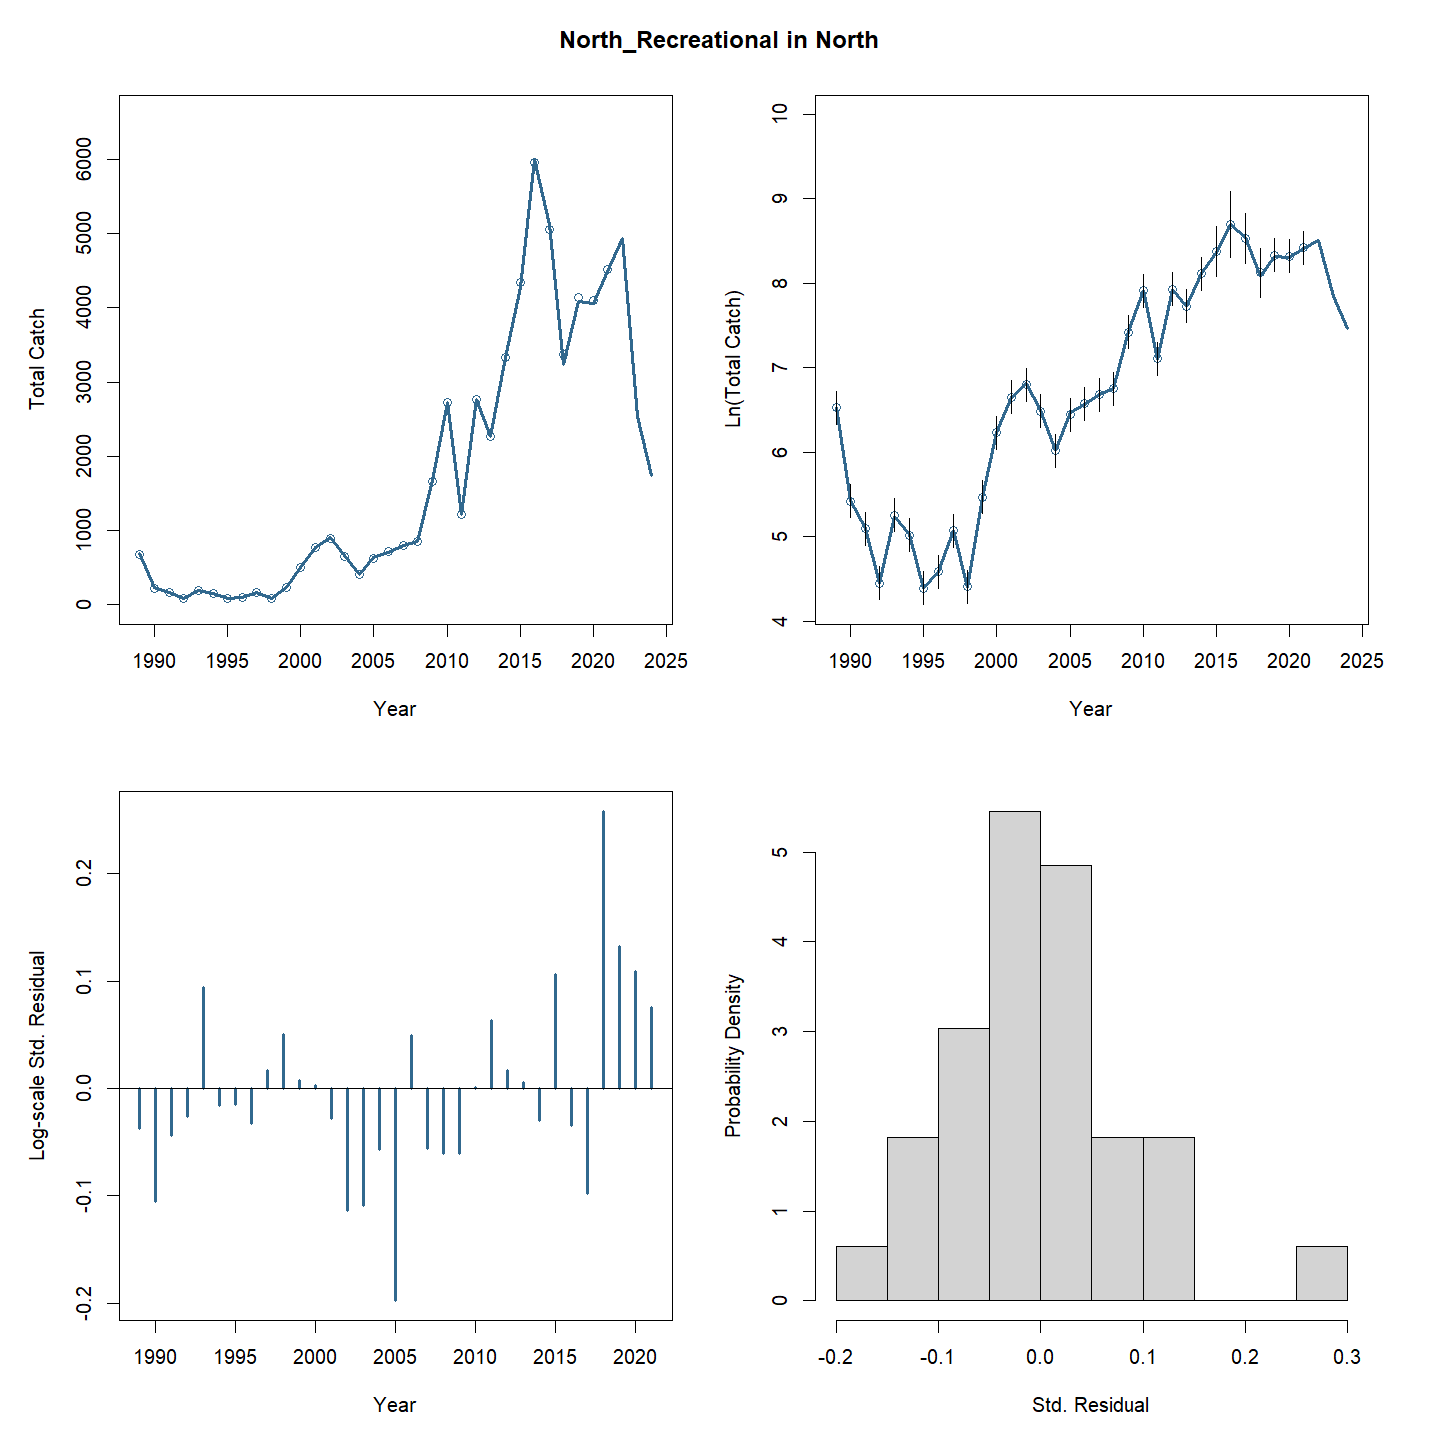 North_Recreational in North
Total Catch
6000
5000
4000
3000
2000
1000
0
1990 1995 2000 2005 2010 2015 2020 2025
Year
Ln(Total Catch)
10
9
8
7
6
5
4
1990 1995 2000 2005 2010 2015 2020 2025
Year
Log-scale Std. Residual
0.2
0.1
0.0
-0.1
-0.2
1990 1995 2000 2005 2010 2015 2020
Year
Probability Density
5
4
3
2
1
0
-0.2 -0.1 0.0 0.1 0.2 0.3
Std. Residual